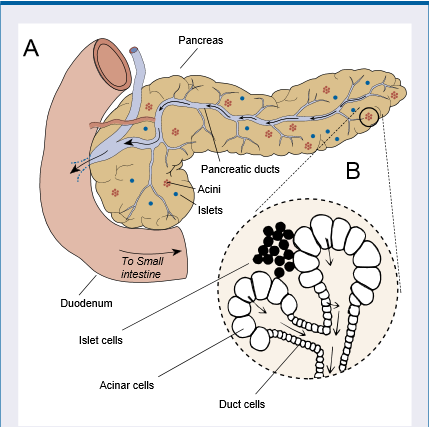 A
Pancreas
Pancreatic ducts
B
Acini
Islets
To Small
intestine
Duodenum
Islet cells
Acinar cells
Duct cells